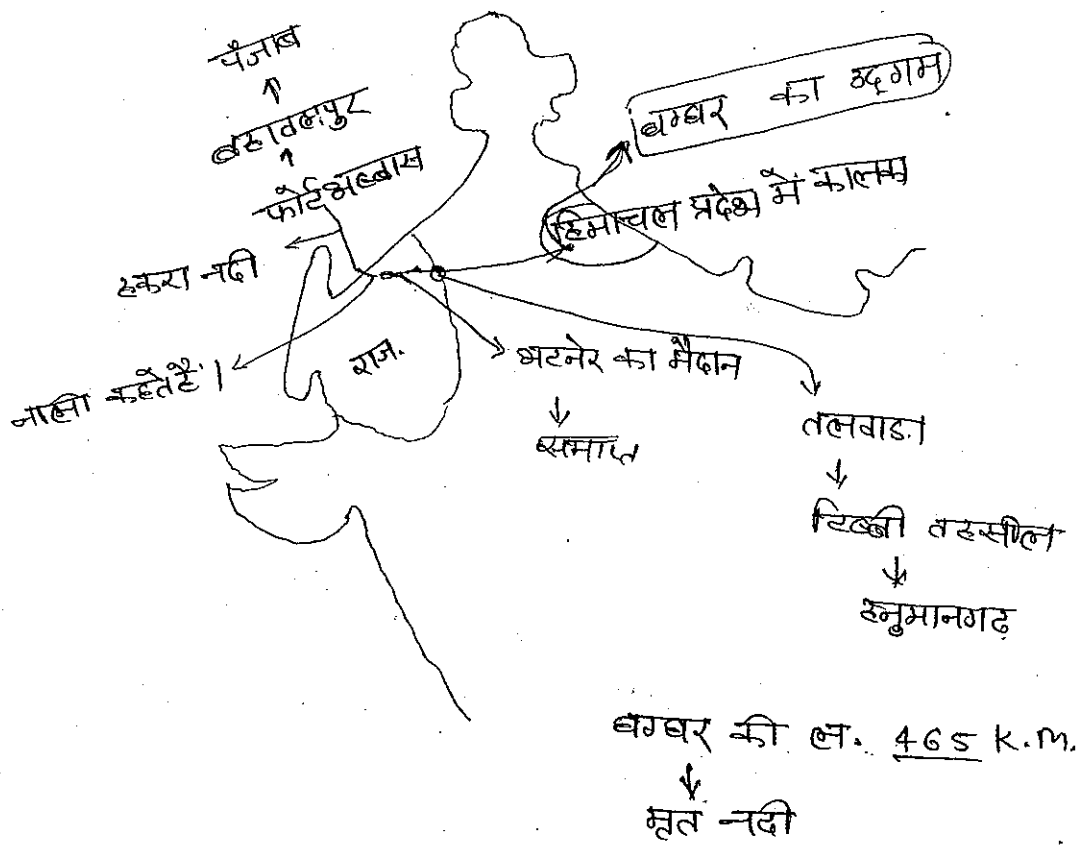 पंजाब
↑
बहावलपुर
↑
फोर्टअब्बास
घग्घर का उद्गम
हिमाचल प्रदेश में कालका
हकरा नदी
राज.
नाली कहते हैं।
भटनेर का मैदान
↓
समाप्त
तलवाडा
↓
टिब्बी तहसील
↓
हनुमानगढ़
घग्घर की ल. 465 K.m.
↓
मृत नदी